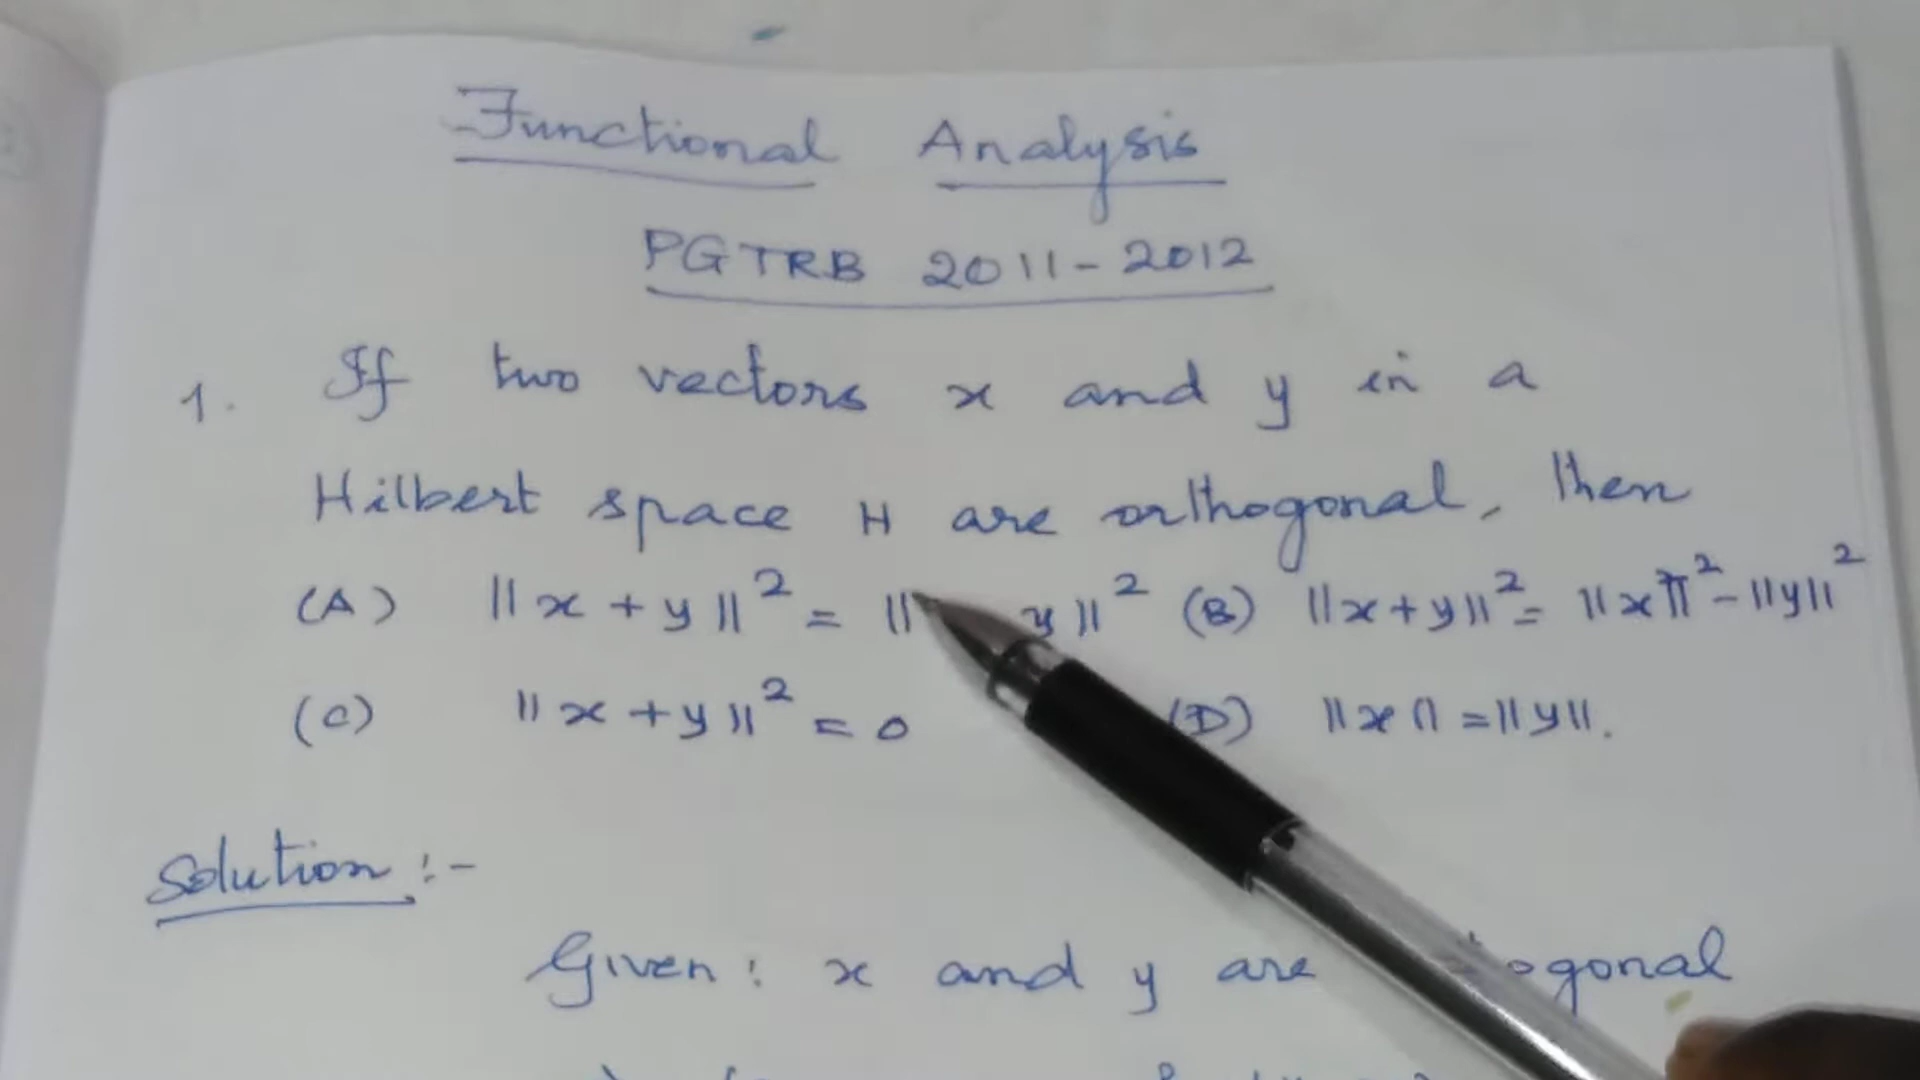 Functional Analysis
PGTRB 2011-2012
1. If two vectors x and y in a
Hilbert space H are orthogonal, then
(A) ||x + y||² = || y||² (B) ||x+y||² = ||x||² - ||y||²
(C) ||x + y||² = 0 (D) ||x|| = ||y||.
Solution :-
Given : x and y are